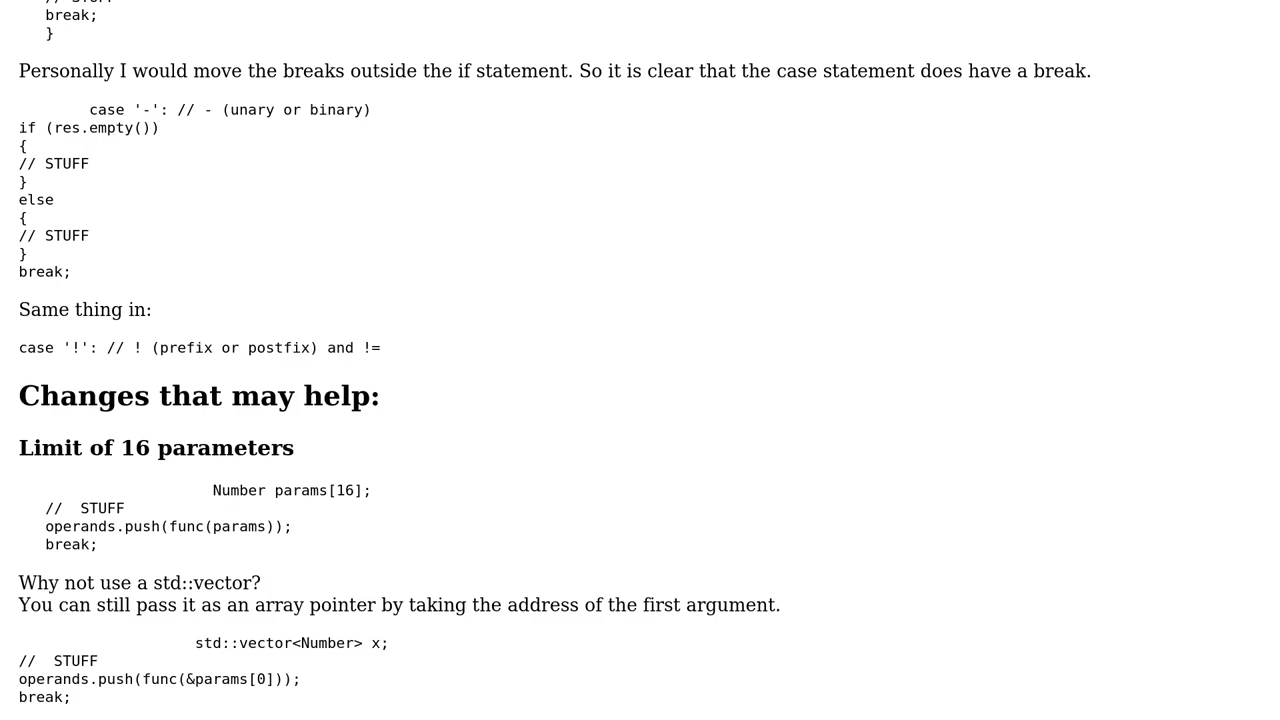 // STUFF
break;
}
Personally I would move the breaks outside the if statement. So it is clear that the case statement does have a break.
case '-': // - (unary or binary)
if (res.empty())
{
// STUFF
}
else
{
// STUFF
}
break;
Same thing in:
case '!': // ! (prefix or postfix) and !=
Changes that may help:
Limit of 16 parameters
Number params[16];
//  STUFF
operands.push(func(params));
break;
Why not use a std::vector?
You can still pass it as an array pointer by taking the address of the first argument.
std::vector<Number> x;
//  STUFF
operands.push(func(&params[0]));
break;